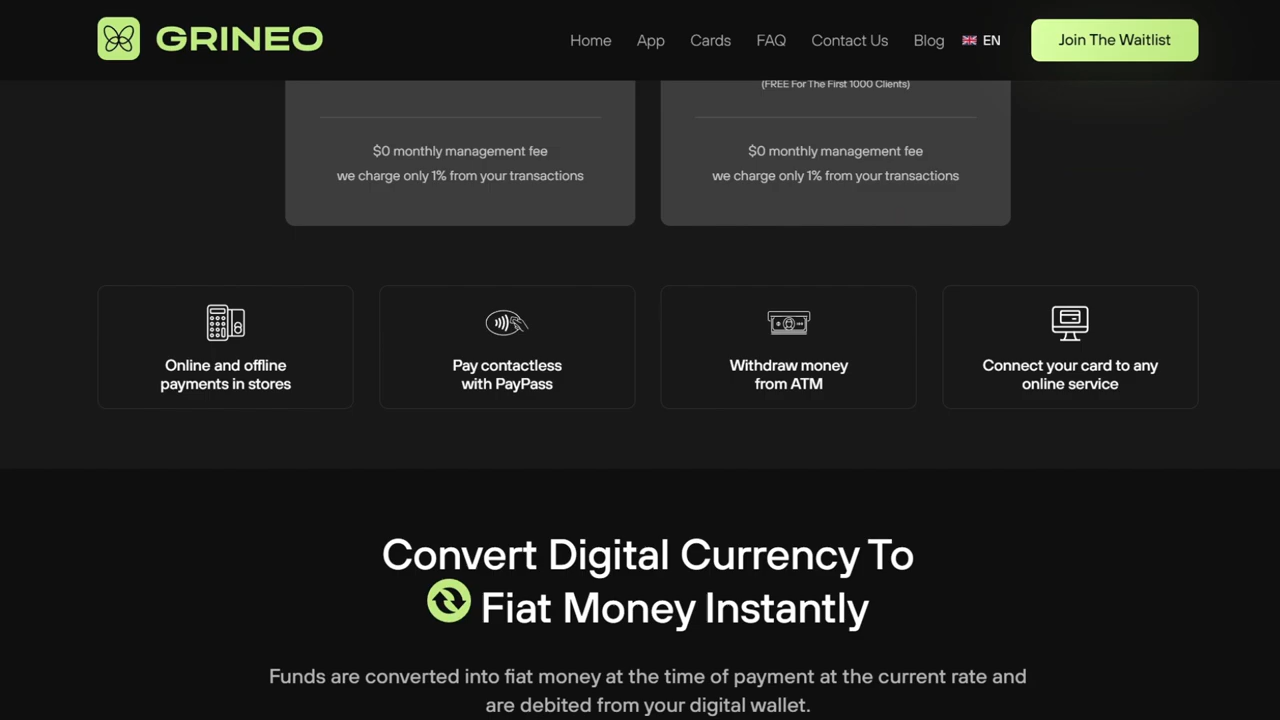 GRINEO
Home App Cards FAQ Contact Us Blog EN Join The Waitlist
(FREE For The First 1000 Clients)
$0 monthly management fee
we charge only 1% from your transactions
$0 monthly management fee
we charge only 1% from your transactions
Online and offline
payments in stores
Pay contactless
with PayPass
Withdraw money
from ATM
Connect your card to any
online service
Convert Digital Currency To
Fiat Money Instantly
Funds are converted into fiat money at the time of payment at the current rate and
are debited from your digital wallet.